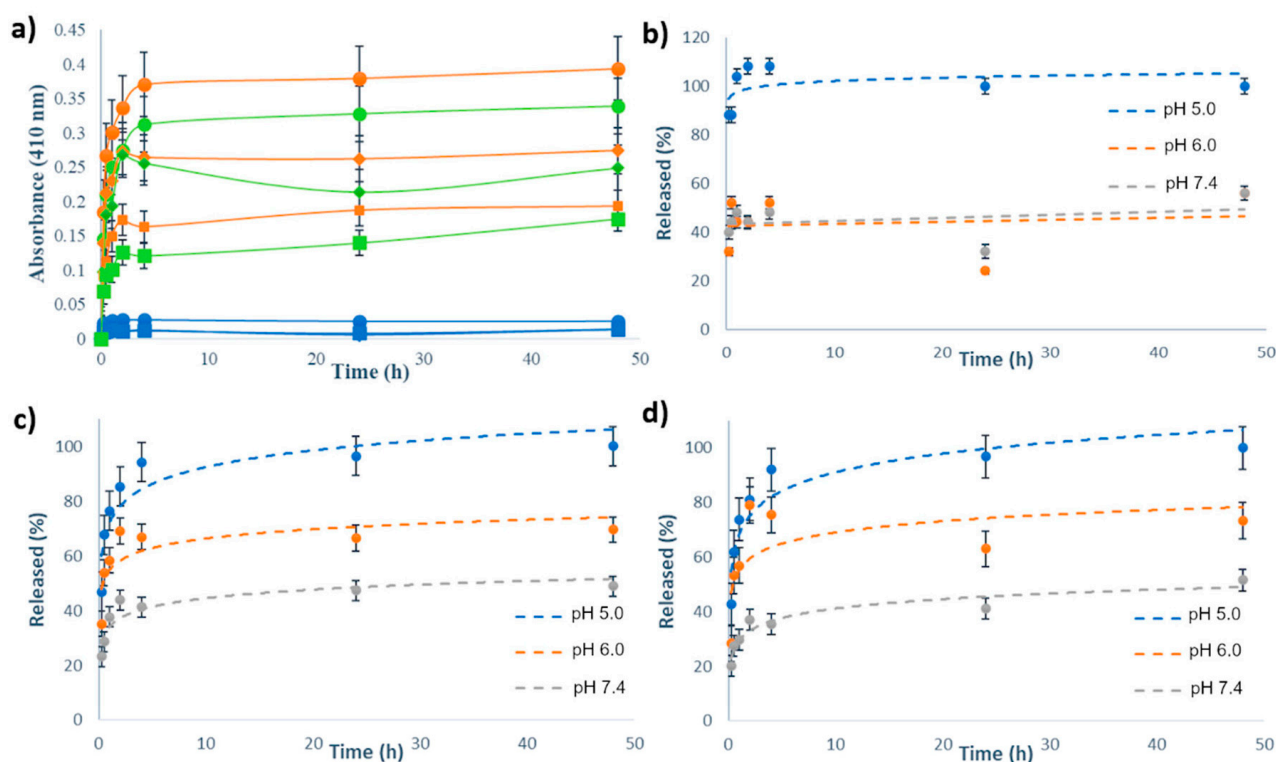 a)
Absorbance (410 nm)
0.45
0.4
0.35
0.3
0.25
0.2
0.15
0.1
0.05
0
0 10 20 30 40 50
Time (h)
b)
Released (%)
120
100
80
60
40
20
0
pH 5.0
pH 6.0
pH 7.4
0 10 20 30 40 50
Time (h)
c)
Released (%)
100
80
60
40
20
0
pH 5.0
pH 6.0
pH 7.4
0 10 20 30 40 50
Time (h)
d)
Released (%)
100
80
60
40
20
0
pH 5.0
pH 6.0
pH 7.4
0 10 20 30 40 50
Time (h)